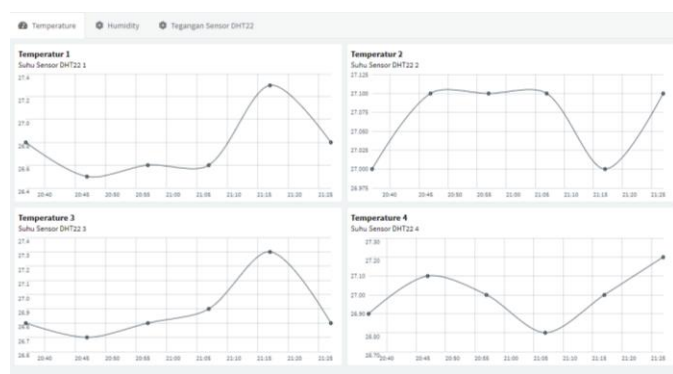 Temperature Humidity Tegangan Sensor DHT22
Temperatur 1
Suhu Sensor DHT22 1
27.4
27.2
27.0
26.8
26.6
26.4
20:40 20:45 20:50 20:55 21:00 21:05 21:10 21:15 21:20 21:25
Temperatur 2
Suhu Sensor DHT22 2
27.125
27.100
27.075
27.050
27.025
27.000
26.975
20:40 20:45 20:50 20:55 21:00 21:05 21:10 21:15 21:20 21:25
Temperature 3
Suhu Sensor DHT22 3
27.4
27.3
27.2
27.1
27.0
26.9
26.8
26.7
26.6
20:40 20:45 20:50 20:55 21:00 21:05 21:10 21:15 21:20 21:25
Temperature 4
Suhu Sensor DHT22 4
27.30
27.20
27.10
27.00
26.90
26.80
26.70
20:40 20:45 20:50 20:55 21:00 21:05 21:10 21:15 21:20 21:25